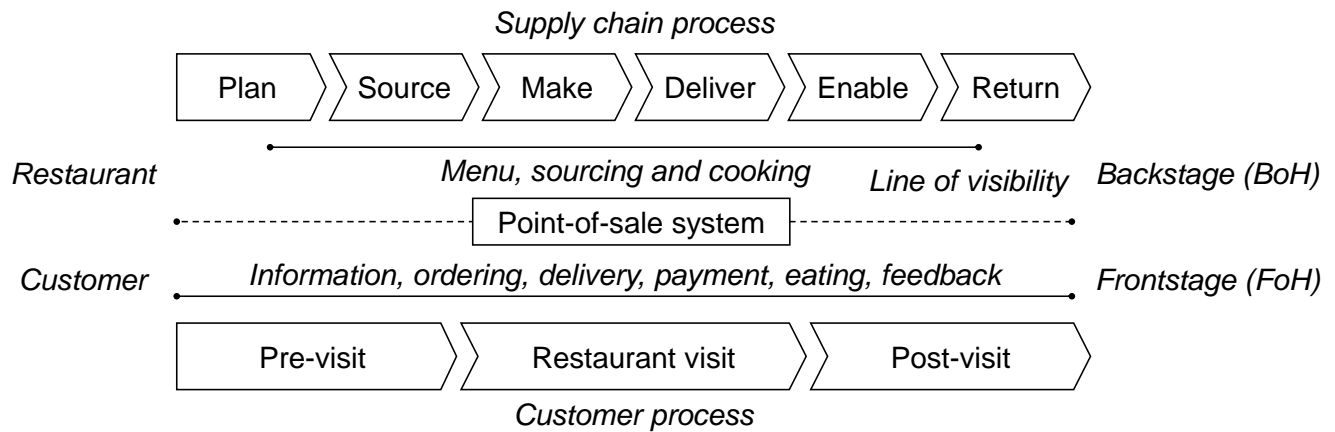 Supply chain process
Plan Source Make Deliver Enable Return
Restaurant Menu, sourcing and cooking Line of visibility Backstage (BoH)
Point-of-sale system
Customer Information, ordering, delivery, payment, eating, feedback Frontstage (FoH)
Pre-visit Restaurant visit Post-visit
Customer process